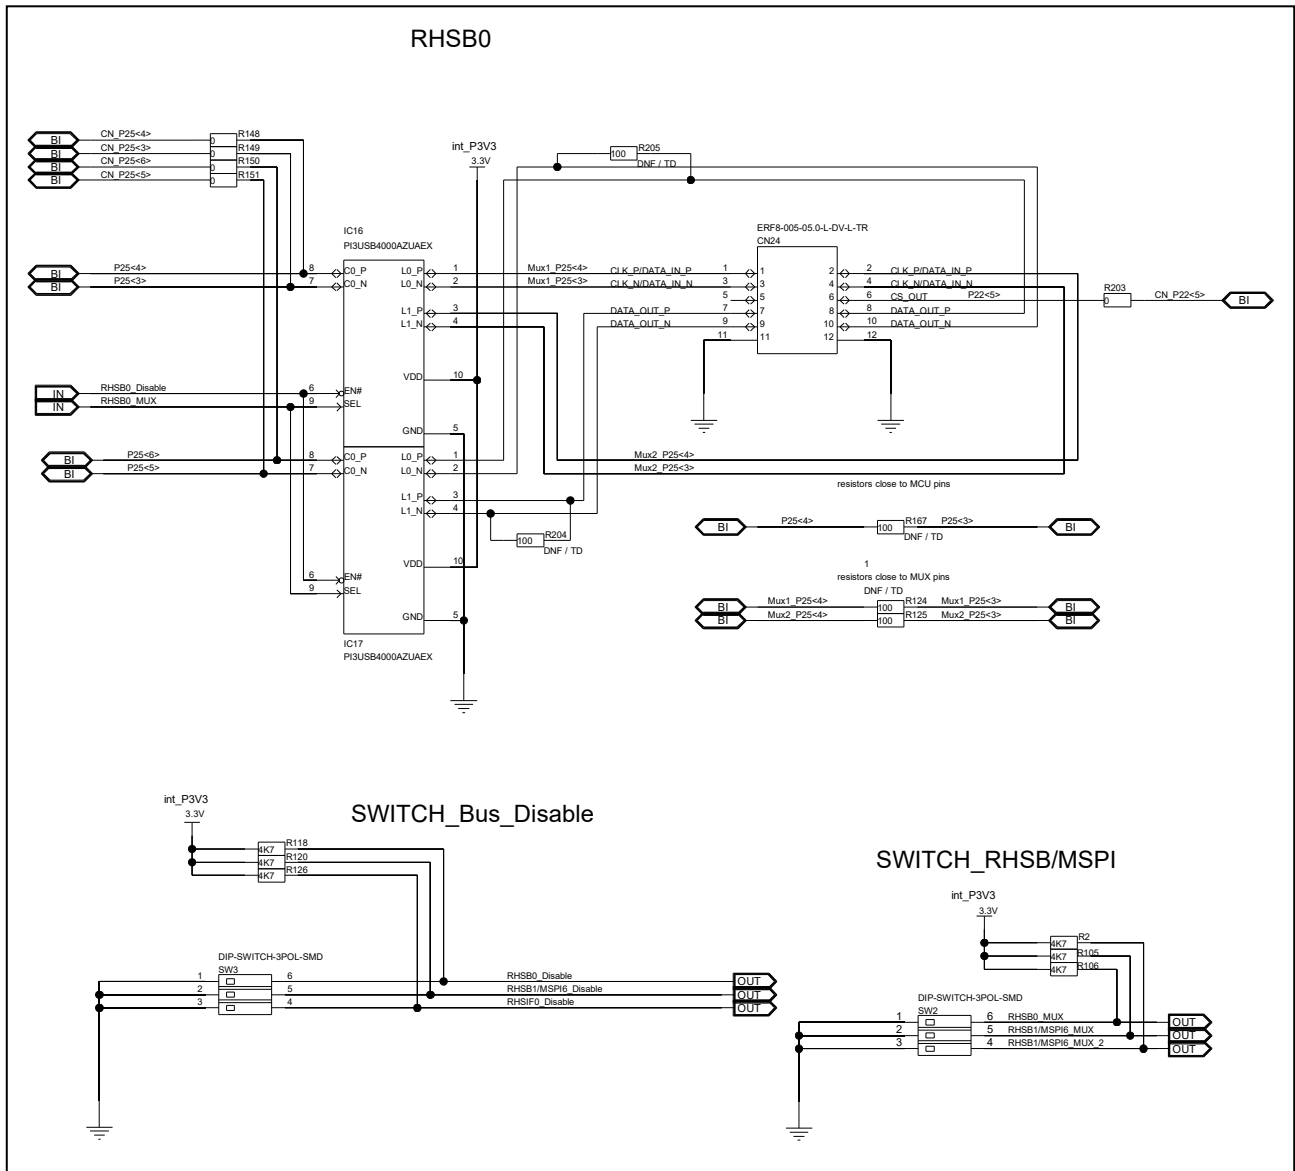 RHSB0
BI CN_P25<4> 0 R148
BI CN_P25<3> R149
BI CN_P25<6> 0 R150
BI CN_P25<5> 0 R151
int_P3V3
3.3V
100 R205
DNF / TD
IC16
PI3USB4000AZUAEX
ERF8-005-05.0-L-DV-L-TR
CN24
BI P25<4> 8 C0_P L0_P 1 Mux1_P25<4> CLK_P/DATA_IN_P 1 1 2 2 CLK_P/DATA_IN_P
BI P25<3> 7 C0_N L0_N 2 Mux1_P25<3> CLK_N/DATA_IN_N 3 3 4 4 CLK_N/DATA_IN_N
5 5 6 6 CS_OUT P22<5> 0 R203 CN_P22<5> BI
L1_P 3 DATA_OUT_P 7 7 8 8 DATA_OUT_P
L1_N 4 DATA_OUT_N 9 9 10 10 DATA_OUT_N
11 11 12 12
VDD 10
IN RHSB0_Disable 6 EN#
IN RHSB0_MUX 9 SEL
GND 5
BI P25<6> 8 C0_P L0_P 1 Mux2_P25<4>
BI P25<5> 7 C0_N L0_N 2 Mux2_P25<3>
resistors close to MCU pins
L1_P 3
L1_N 4
BI P25<4> 100 R167 P25<3> BI
DNF / TD
100 R204
DNF / TD
VDD 10
6 EN#
9 SEL
1
resistors close to MUX pins
DNF / TD
BI Mux1_P25<4> 100 R124 Mux1_P25<3> BI
BI Mux2_P25<4> 100 R125 Mux2_P25<3> BI
GND 5
IC17
PI3USB4000AZUAEX
SWITCH_Bus_Disable
int_P3V3
3.3V
4K7 R118
4K7 R120
4K7 R126
DIP-SWITCH-3POL-SMD
SW3
1 6 RHSB0_Disable OUT
2 5 RHSB1/MSPI6_Disable OUT
3 4 RHSIF0_Disable OUT
SWITCH_RHSB/MSPI
int_P3V3
3.3V
4K7 R2
4K7 R105
4K7 R106
DIP-SWITCH-3POL-SMD
SW2
1 6 RHSB0_MUX OUT
2 5 RHSB1/MSPI6_MUX OUT
3 4 RHSB1/MSPI6_MUX_2 OUT